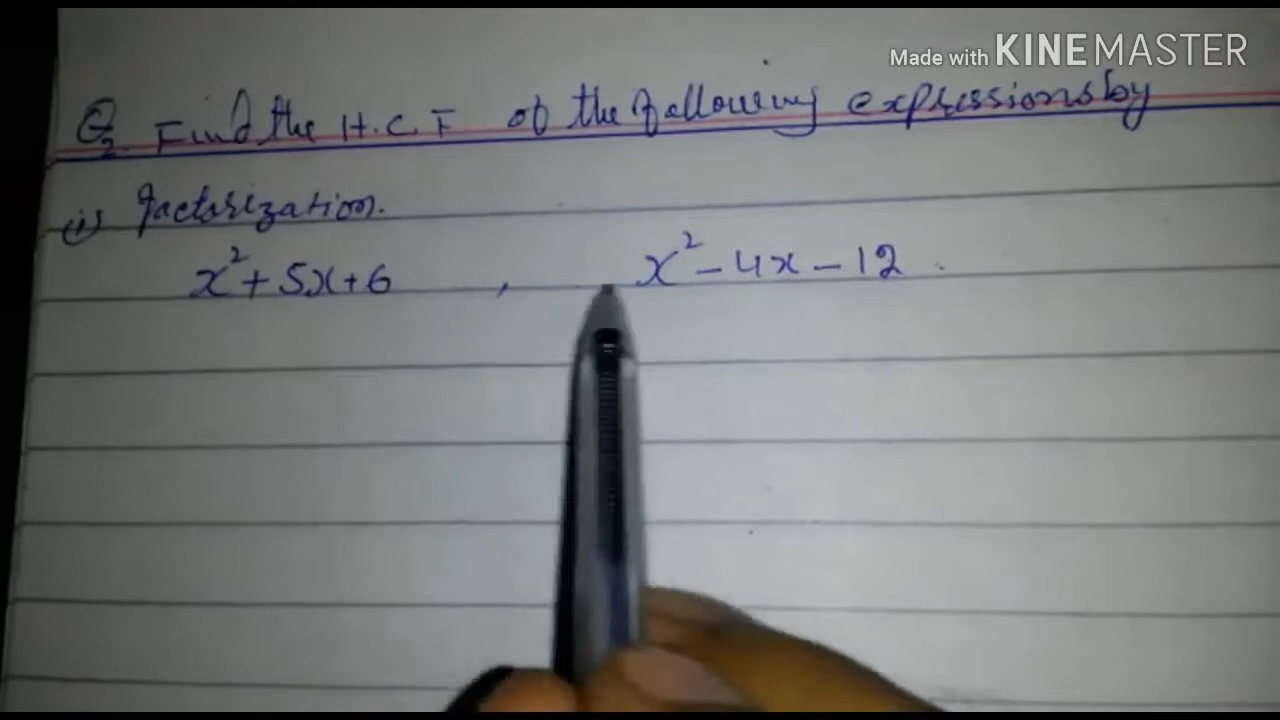 Made with KINEMASTER
Q2. Find the H.C.F of the following expressions by
(i) factorization.
x² + 5x + 6 , x² - 4x - 12